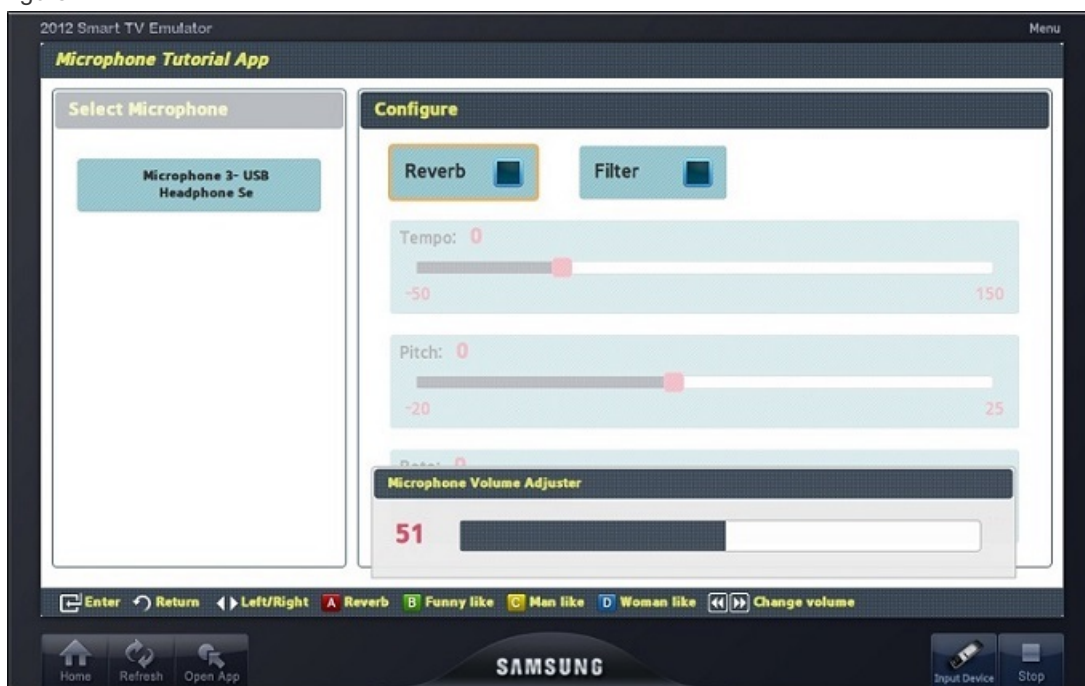 2012 Smart TV Emulator
Menu
Microphone Tutorial App
Select Microphone
Microphone 3- USB
Headphone Se
Configure
Reverb
Filter
Tempo: 0
-50
150
Pitch: 0
-20
25
Rate: 0
Microphone Volume Adjuster
51
Enter Return Left/Right A Reverb B Funny like C Man like D Woman like Change volume
Home Refresh Open App
SAMSUNG
Input Device Stop